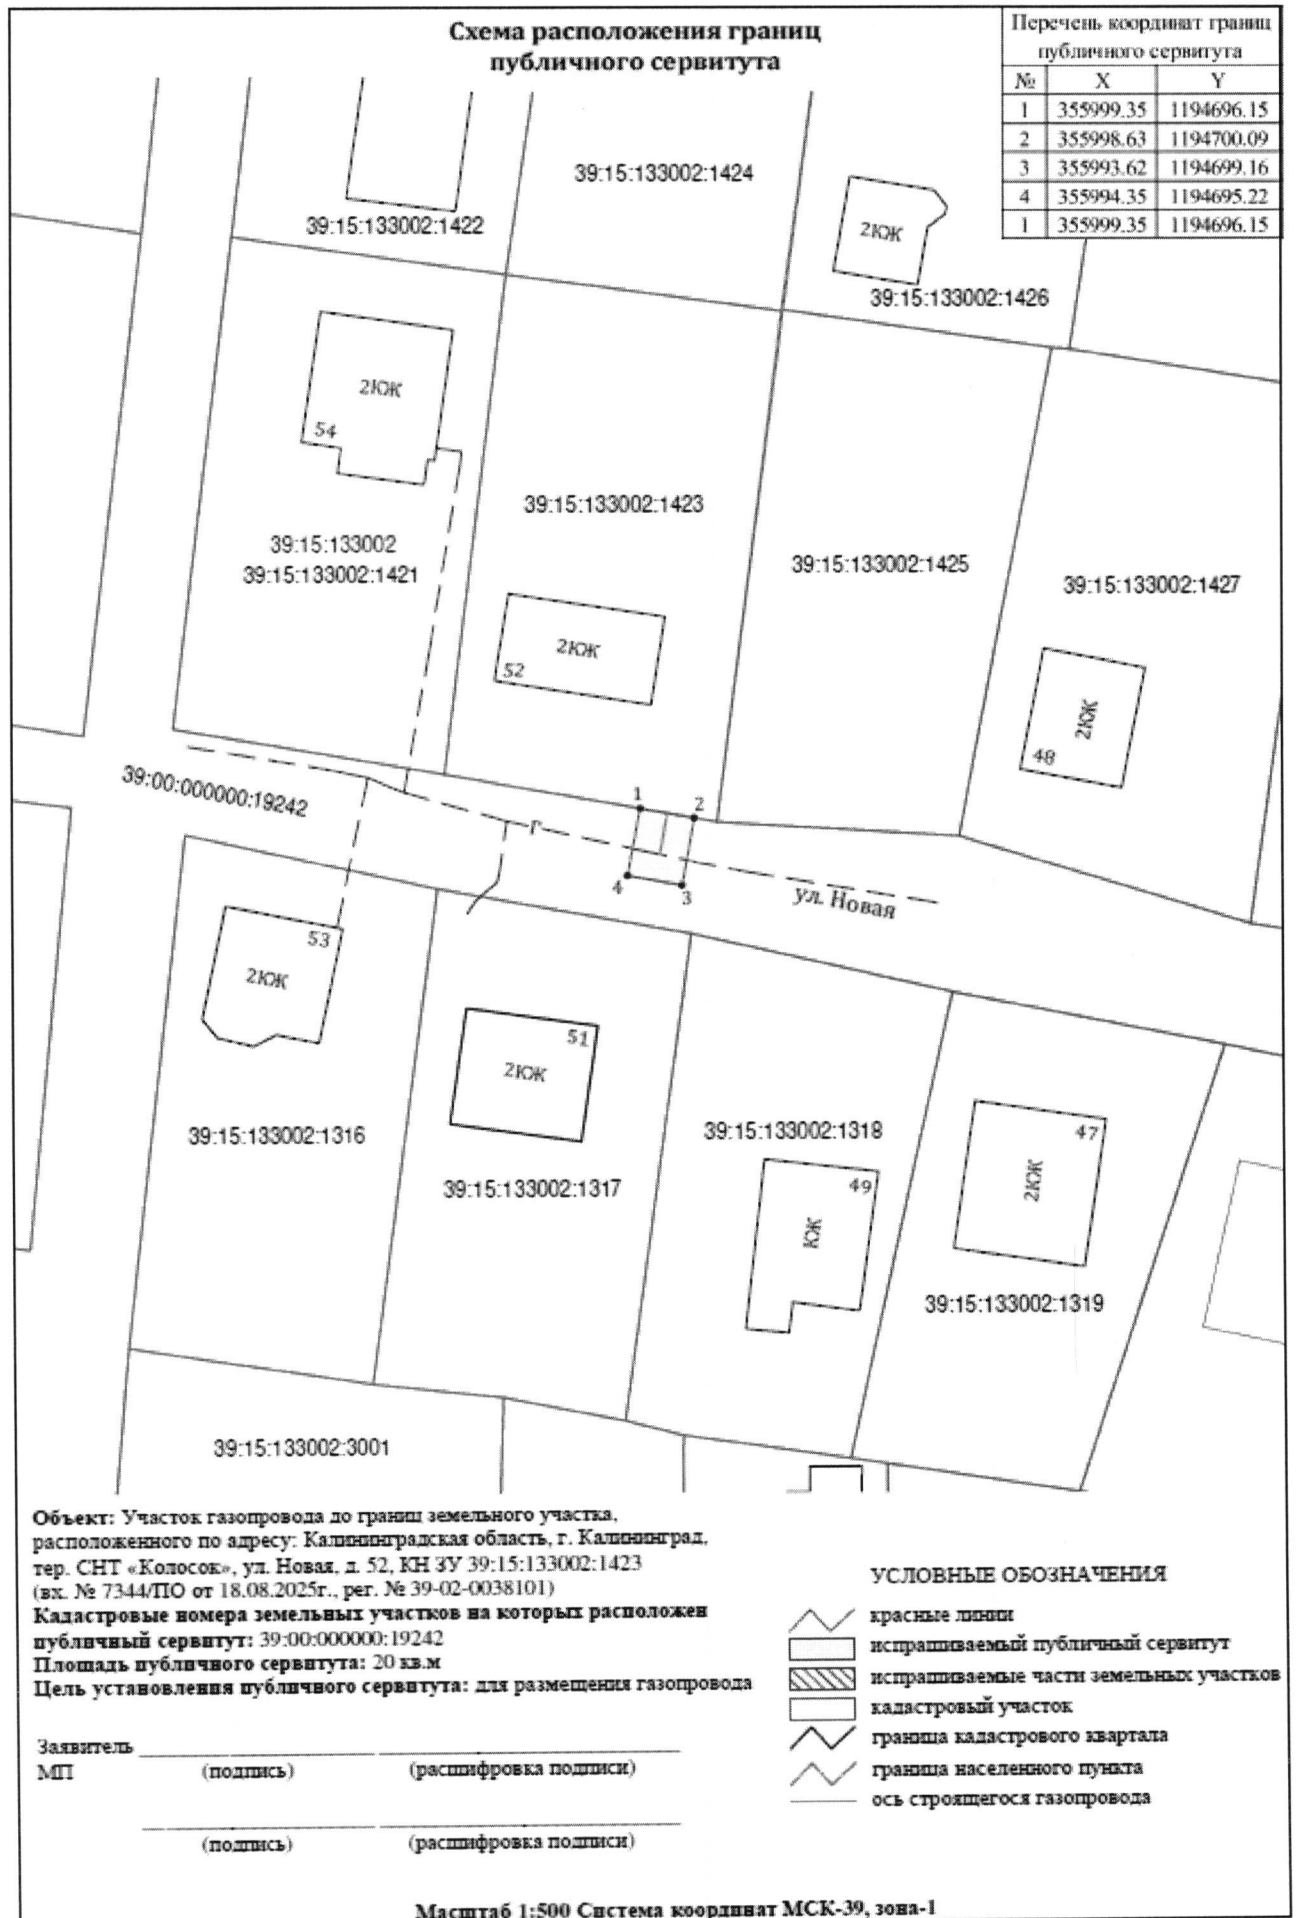 Схема расположения границ
публичного сервитута
Перечень координат границ
публичного сервитута
№ X Y
1 355999.35 1194696.15
2 355998.63 1194700.09
3 355993.62 1194699.16
4 355994.35 1194695.22
1 355999.35 1194696.15
39:15:133002:1424
39:15:133002:1422
2КЖ
39:15:133002:1426
2КЖ
54
39:15:133002:1423
39:15:133002
39:15:133002:1421
39:15:133002:1425
39:15:133002:1427
2КЖ
52
2КЖ
48
39:00:000000:19242
1
2
Г
4
3
ул. Новая
53
2КЖ
51
2КЖ
39:15:133002:1316
39:15:133002:1318
47
2КЖ
39:15:133002:1317
49
КЖ
39:15:133002:1319
39:15:133002:3001
Объект: Участок газопровода до границ земельного участка,
расположенного по адресу: Калининградская область, г. Калининград,
тер. СНТ «Колосок», ул. Новая, д. 52, КН ЗУ 39:15:133002:1423
(вх. № 7344/ПО от 18.08.2025г., рег. № 39-02-0038101)
Кадастровые номера земельных участков на которых расположен
публичный сервитут: 39:00:000000:19242
Площадь публичного сервитута: 20 кв.м
Цель установления публичного сервитута: для размещения газопровода
Заявитель
МП (подпись) (расшифровка подписи)
(подпись) (расшифровка подписи)
УСЛОВНЫЕ ОБОЗНАЧЕНИЯ
красные линии
испрашиваемый публичный сервитут
испрашиваемые части земельных участков
кадастровый участок
граница кадастрового квартала
граница населенного пункта
ось строящегося газопровода
Масштаб 1:500 Система координат МСК-39, зона-1